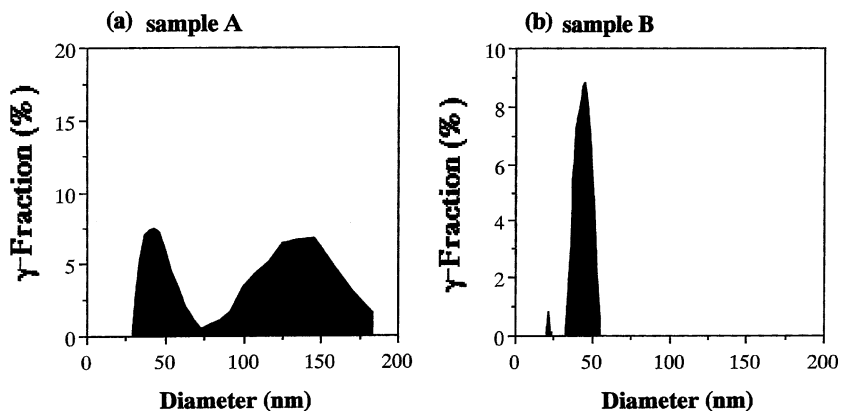 (a) sample A
γ-Fraction (%)
20
15
10
5
0
0 50 100 150 200
Diameter (nm)
(b) sample B
γ-Fraction (%)
10
8
6
4
2
0
0 50 100 150 200
Diameter (nm)